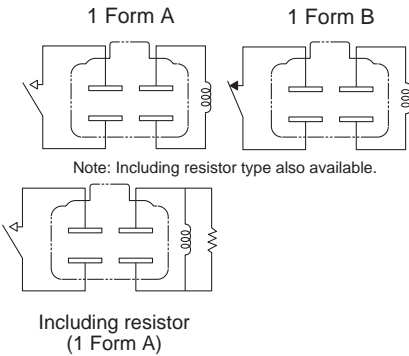 1 Form A
1 Form B
Note: Including resistor type also available.
Including resistor
(1 Form A)